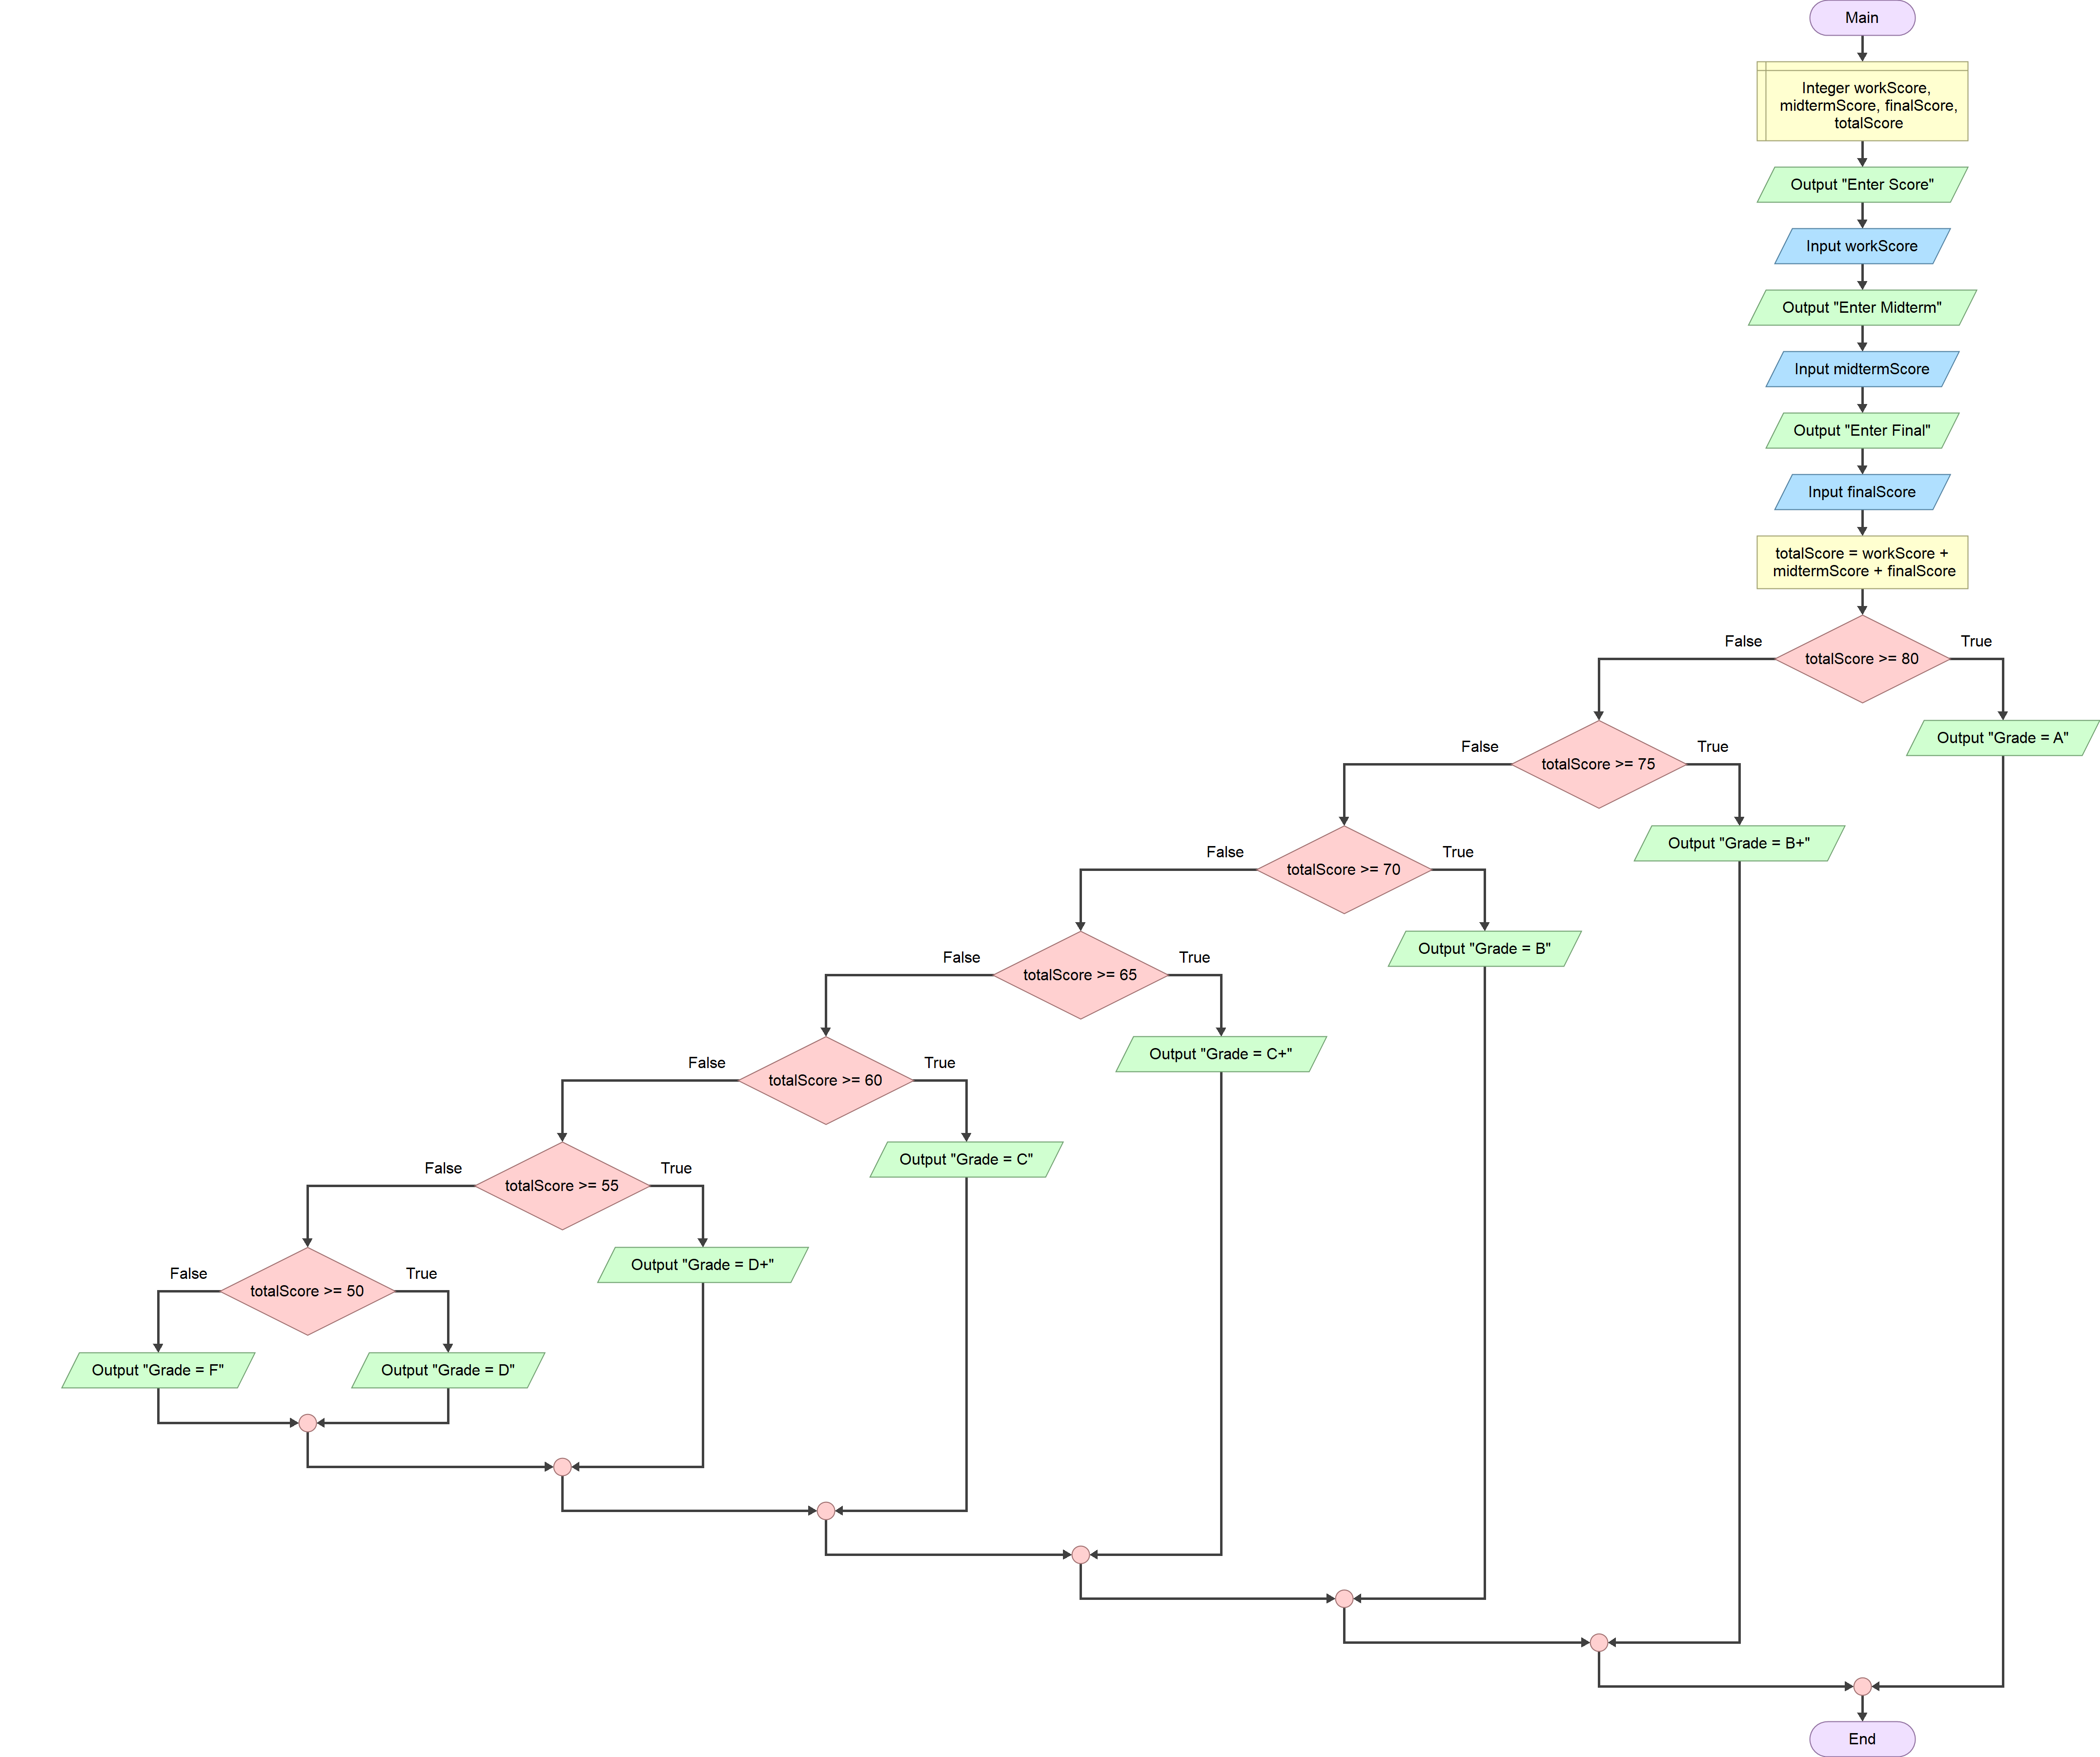 Main
Integer workScore,
midtermScore, finalScore,
totalScore
Output "Enter Score"
Input workScore
Output "Enter Midterm"
Input midtermScore
Output "Enter Final"
Input finalScore
totalScore = workScore +
midtermScore + finalScore
False
True
totalScore >= 80
Output "Grade = A"
False
True
totalScore >= 75
Output "Grade = B+"
False
True
totalScore >= 70
Output "Grade = B"
False
True
totalScore >= 65
Output "Grade = C+"
False
True
totalScore >= 60
Output "Grade = C"
False
True
totalScore >= 55
Output "Grade = D+"
False
True
totalScore >= 50
Output "Grade = F"
Output "Grade = D"
End